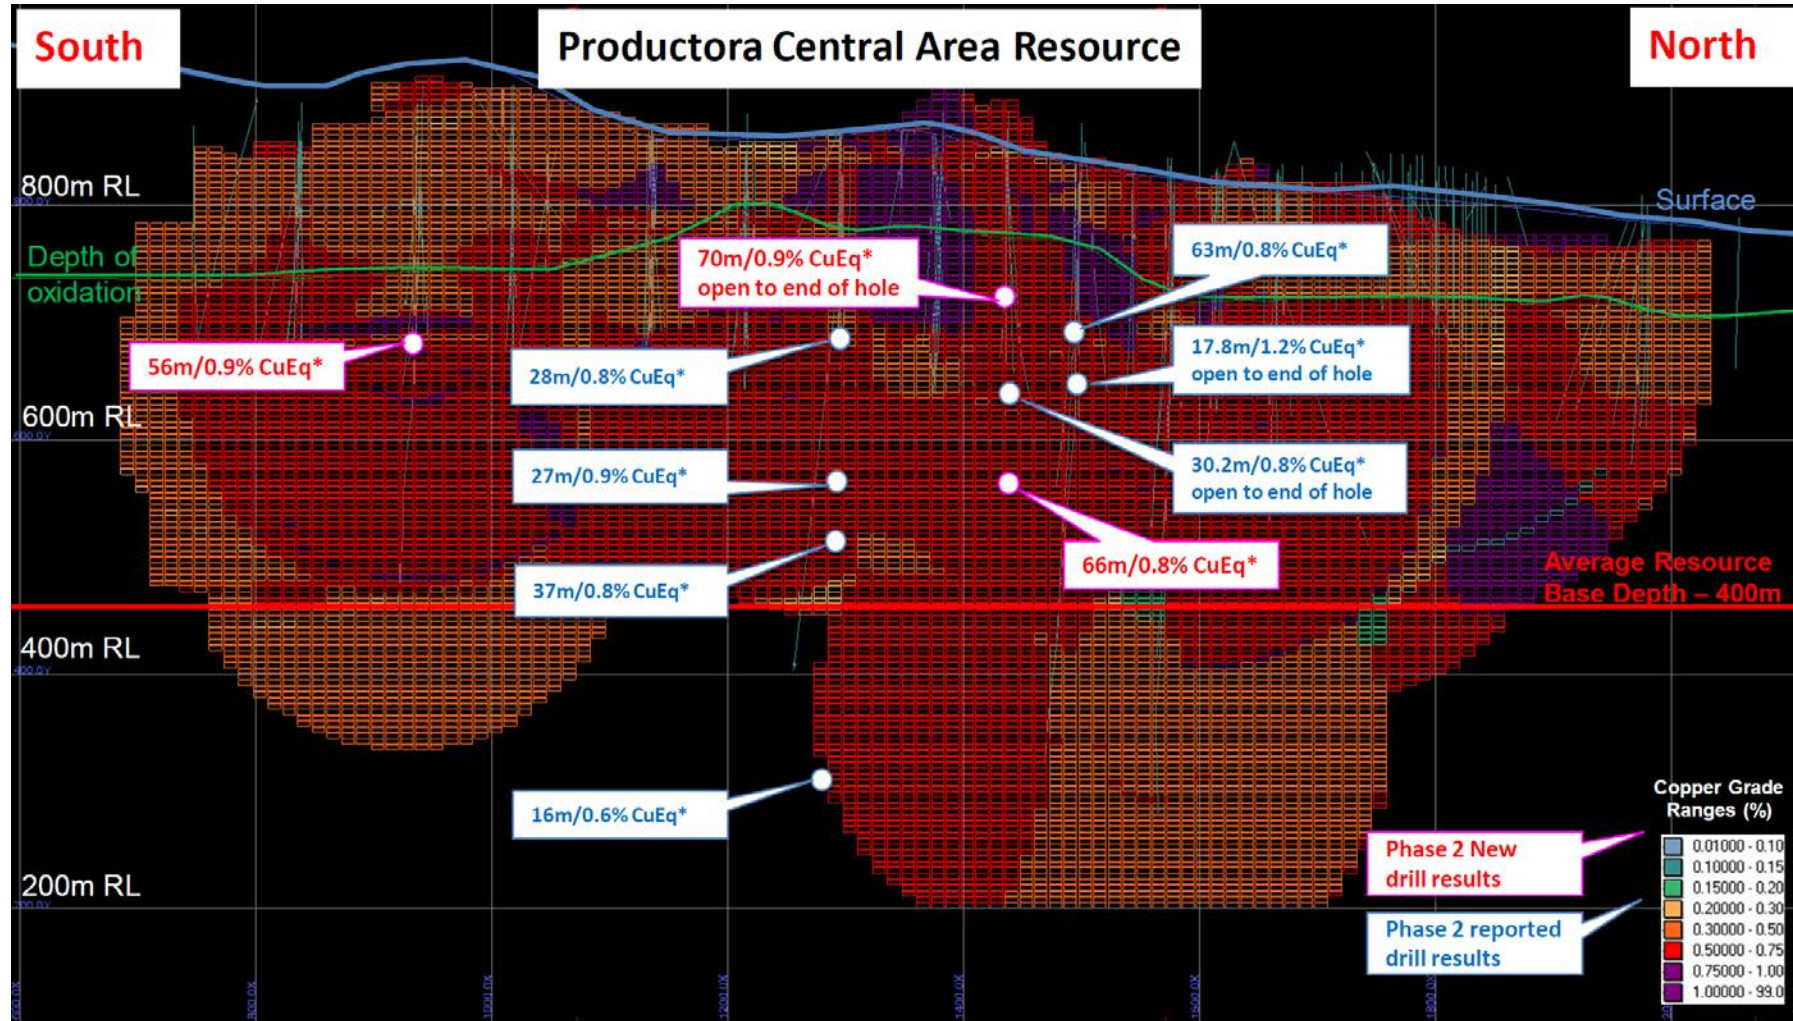 South
Productora Central Area Resource
North
800m RL
Surface
Depth of
oxidation
70m/0.9% CuEq*
open to end of hole
63m/0.8% CuEq*
56m/0.9% CuEq*
28m/0.8% CuEq*
17.8m/1.2% CuEq*
open to end of hole
600m RL
27m/0.9% CuEq*
30.2m/0.8% CuEq*
open to end of hole
37m/0.8% CuEq*
66m/0.8% CuEq*
Average Resource
Base Depth – 400m
400m RL
16m/0.6% CuEq*
200m RL
Phase 2 New
drill results
Phase 2 reported
drill results
Copper Grade
Ranges (%)
0.01000 - 0.10
0.10000 - 0.15
0.15000 - 0.20
0.20000 - 0.30
0.30000 - 0.50
0.50000 - 0.75
0.75000 - 1.00
1.00000 - 99.0